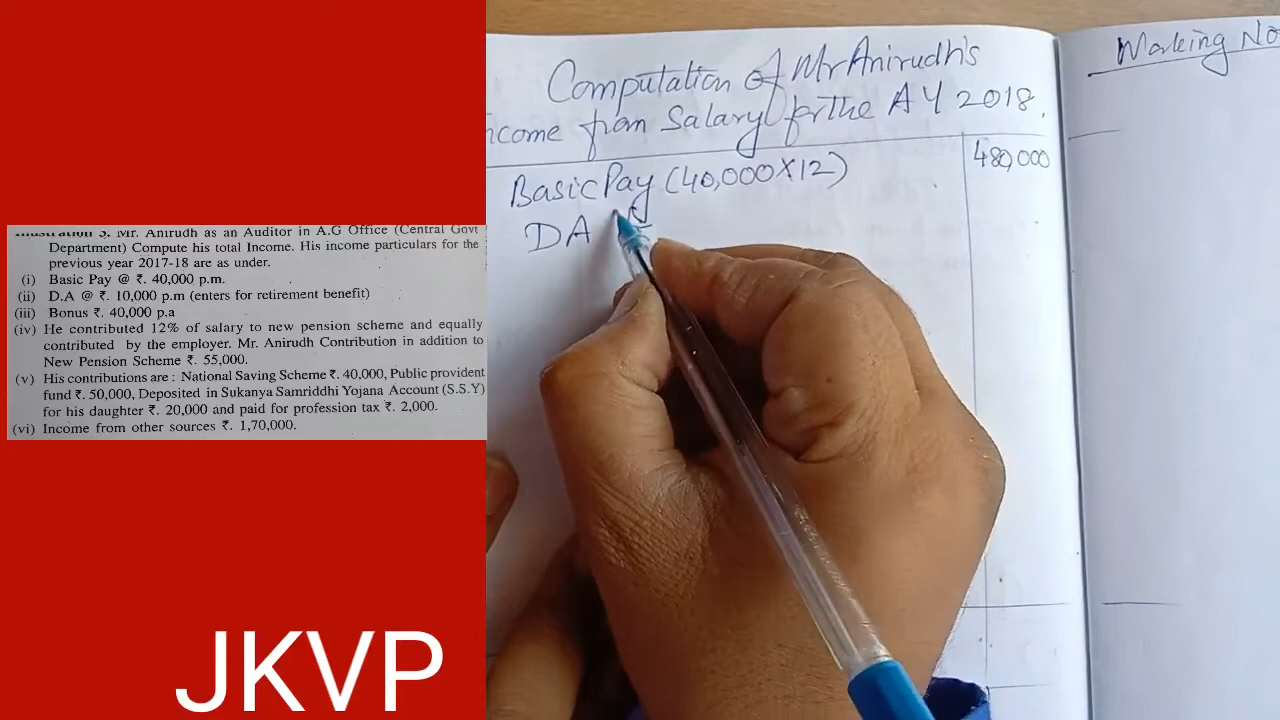 Illustration 3. Mr. Anirudh as an Auditor in A.G Office (Central Govt
Department) Compute his total Income. His income particulars for the
previous year 2017-18 are as under.
(i) Basic Pay @ ₹. 40,000 p.m.
(ii) D.A @ ₹. 10,000 p.m (enters for retirement benefit)
(iii) Bonus ₹. 40,000 p.a
(iv) He contributed 12% of salary to new pension scheme and equally
contributed by the employer. Mr. Anirudh Contribution in addition to
New Pension Scheme ₹. 55,000.
(v) His contributions are : National Saving Scheme ₹. 40,000, Public provident
fund ₹. 50,000, Deposited in Sukanya Samriddhi Yojana Account (S.S.Y)
for his daughter ₹. 20,000 and paid for profession tax ₹. 2,000.
(vi) Income from other sources ₹. 1,70,000.
JKVP
Computation of Mr Anirudh's
income from Salary for the AY 2018.
Basic Pay (40,000X12) 480,000
DA
Working No